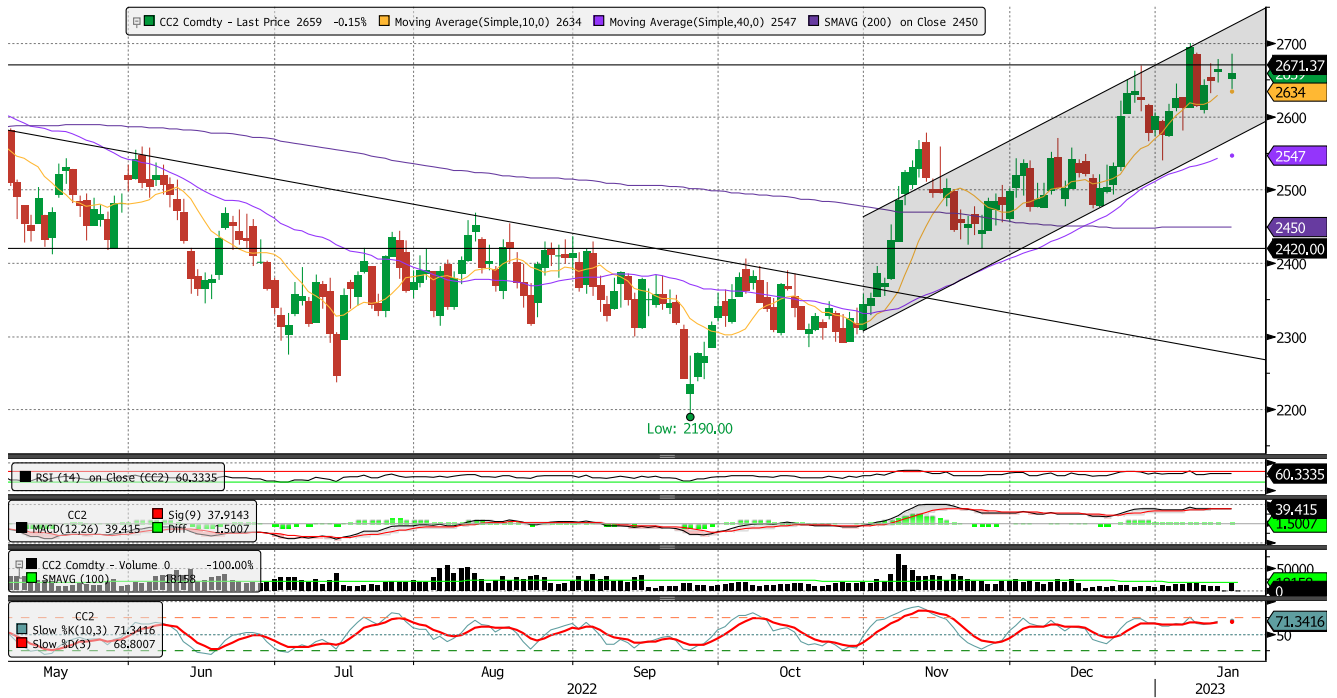 CC2 Comdty - Last Price 2659 -0.15% Moving Average(Simple,10,0) 2634 Moving Average(Simple,40,0) 2547 SMAVG (200) on Close 2450
2700
2671.37
2659
2634
2600
2547
2500
2450
2420.00
2400
2300
2200
Low: 2190.00
RSI (14) on Close (CC2) 60.3335
60.3335
CC2
Sig(9) 37.9143
MACD(12,26) 39.415
Diff 1.5007
39.415
1.5007
CC2 Comdty - Volume 0 -100.00%
SMAVG (100) 18158
50000
18158
0
CC2
Slow %K(10,3) 71.3416
Slow %D(3) 68.8007
71.3416
50
May Jun Jul Aug Sep Oct Nov Dec Jan
2022 2023